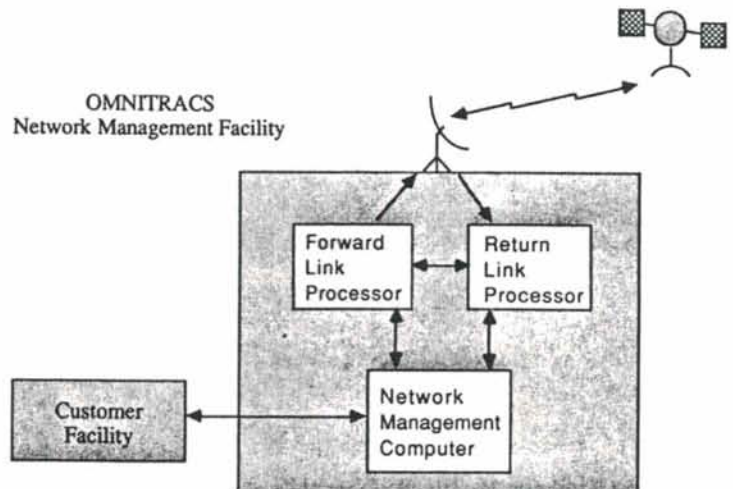 OMNITRACS
Network Management Facility
Forward
Link
Processor
Return
Link
Processor
Network
Management
Computer
Customer
Facility